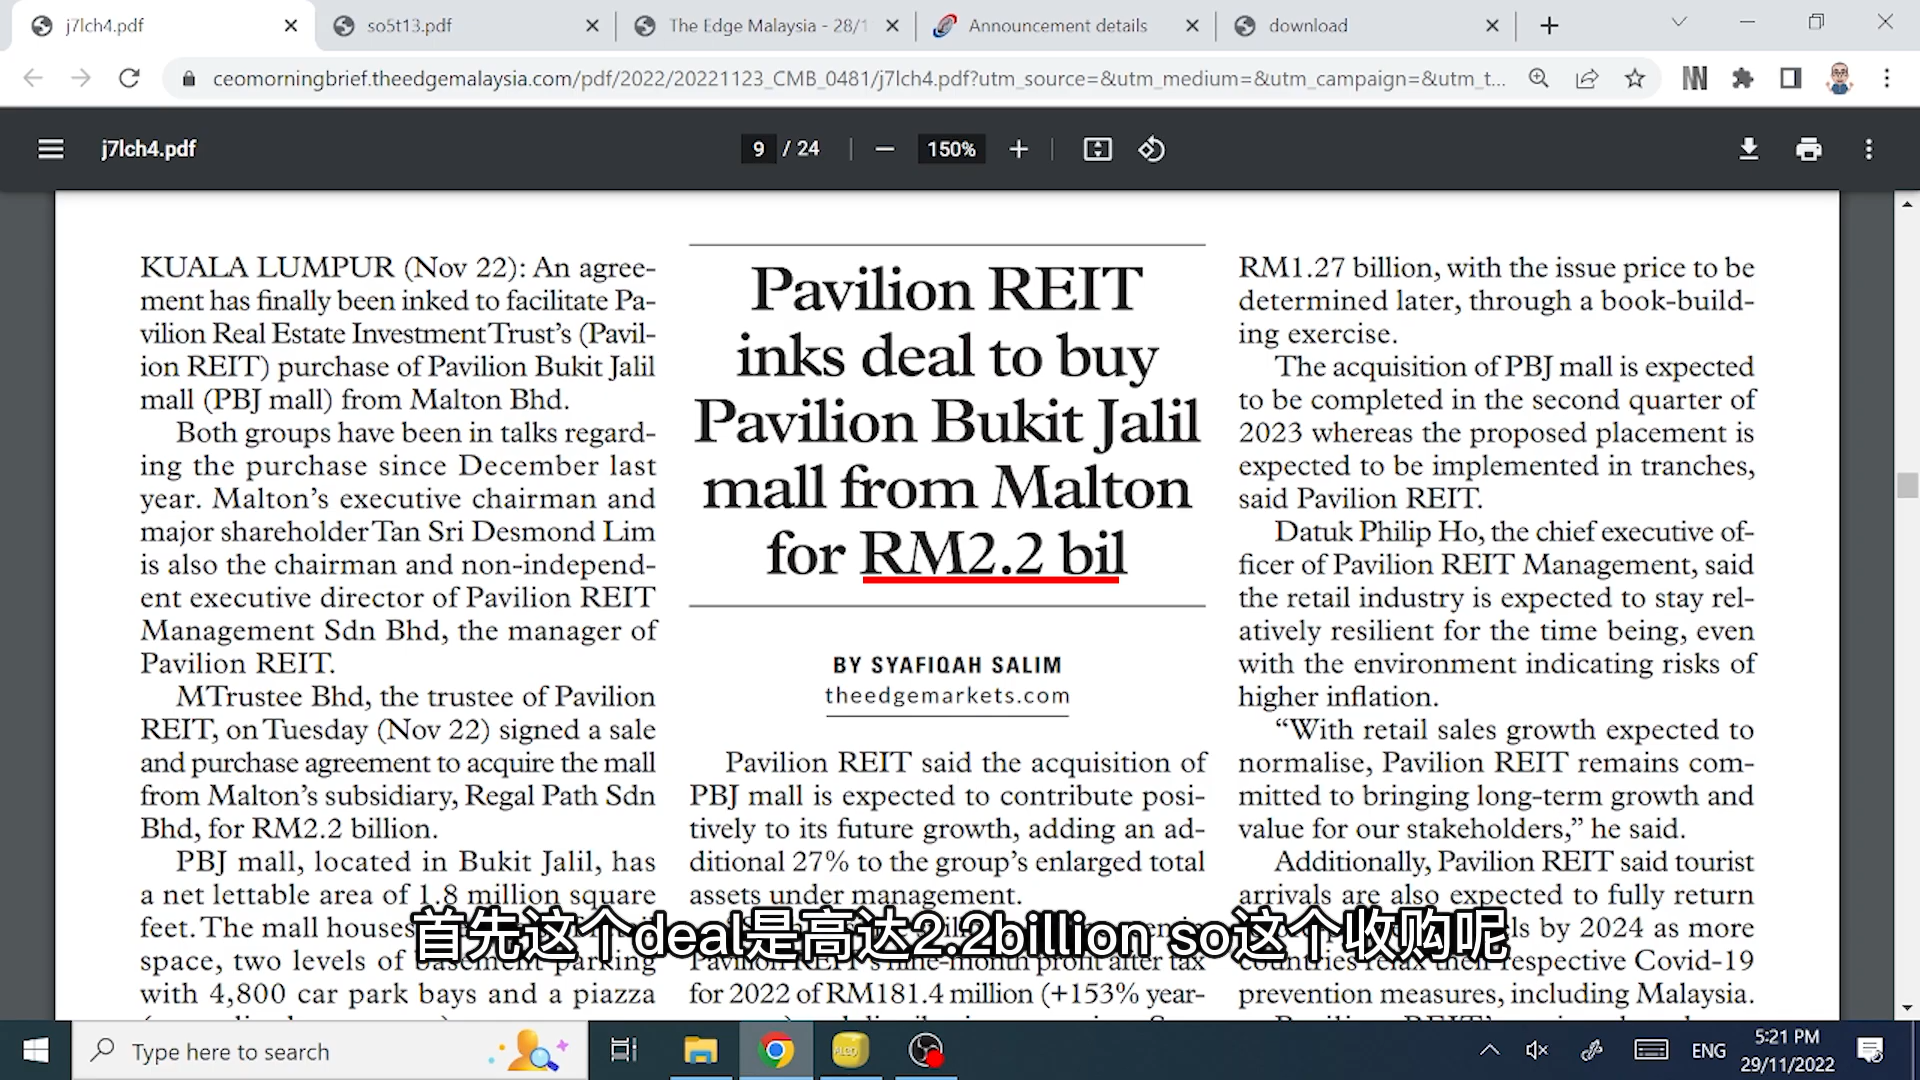 j7lch4.pdf
so5t13.pdf
The Edge Malaysia - 28/1
Announcement details
download
ceomorningbrief.theedgemalaysia.com/pdf/2022/20221123_CMB_0481/j7lch4.pdf?utm_source=&utm_medium=&utm_campaign=&utm_t...
j7lch4.pdf
9 / 24
150%
KUALA LUMPUR (Nov 22): An agree-
ment has finally been inked to facilitate Pa-
vilion Real Estate Investment Trust's (Pavil-
ion REIT) purchase of Pavilion Bukit Jalil
mall (PBJ mall) from Malton Bhd.
Both groups have been in talks regard-
ing the purchase since December last
year. Malton's executive chairman and
major shareholder Tan Sri Desmond Lim
is also the chairman and non-independ-
ent executive director of Pavilion REIT
Management Sdn Bhd, the manager of
Pavilion REIT.
MTrustee Bhd, the trustee of Pavilion
REIT, on Tuesday (Nov 22) signed a sale
and purchase agreement to acquire the mall
from Malton's subsidiary, Regal Path Sdn
Bhd, for RM2.2 billion.
PBJ mall, located in Bukit Jalil, has
a net lettable area of 1.8 million square
feet. The mall houses
space, two levels of basement parking
with 4,800 car park bays and a piazza
Pavilion REIT
inks deal to buy
Pavilion Bukit Jalil
mall from Malton
for RM2.2 bil
BY SYAFIQAH SALIM
theedgemarkets.com
Pavilion REIT said the acquisition of
PBJ mall is expected to contribute posi-
tively to its future growth, adding an ad-
ditional 27% to the group's enlarged total
assets under management.
Pavilion REIT's nine-month profit after tax
for 2022 of RM181.4 million (+153% year-
RM1.27 billion, with the issue price to be
determined later, through a book-build-
ing exercise.
The acquisition of PBJ mall is expected
to be completed in the second quarter of
2023 whereas the proposed placement is
expected to be implemented in tranches,
said Pavilion REIT.
Datuk Philip Ho, the chief executive of-
ficer of Pavilion REIT Management, said
the retail industry is expected to stay rel-
atively resilient for the time being, even
with the environment indicating risks of
higher inflation.
“With retail sales growth expected to
normalise, Pavilion REIT remains com-
mitted to bringing long-term growth and
value for our stakeholders,” he said.
Additionally, Pavilion REIT said tourist
arrivals are also expected to fully return
by 2024 as more
countries relax their respective Covid-19
prevention measures, including Malaysia.
首先这个deal是高达2.2billion so这个收购呢
Type here to search
ENG
5:21 PM
29/11/2022